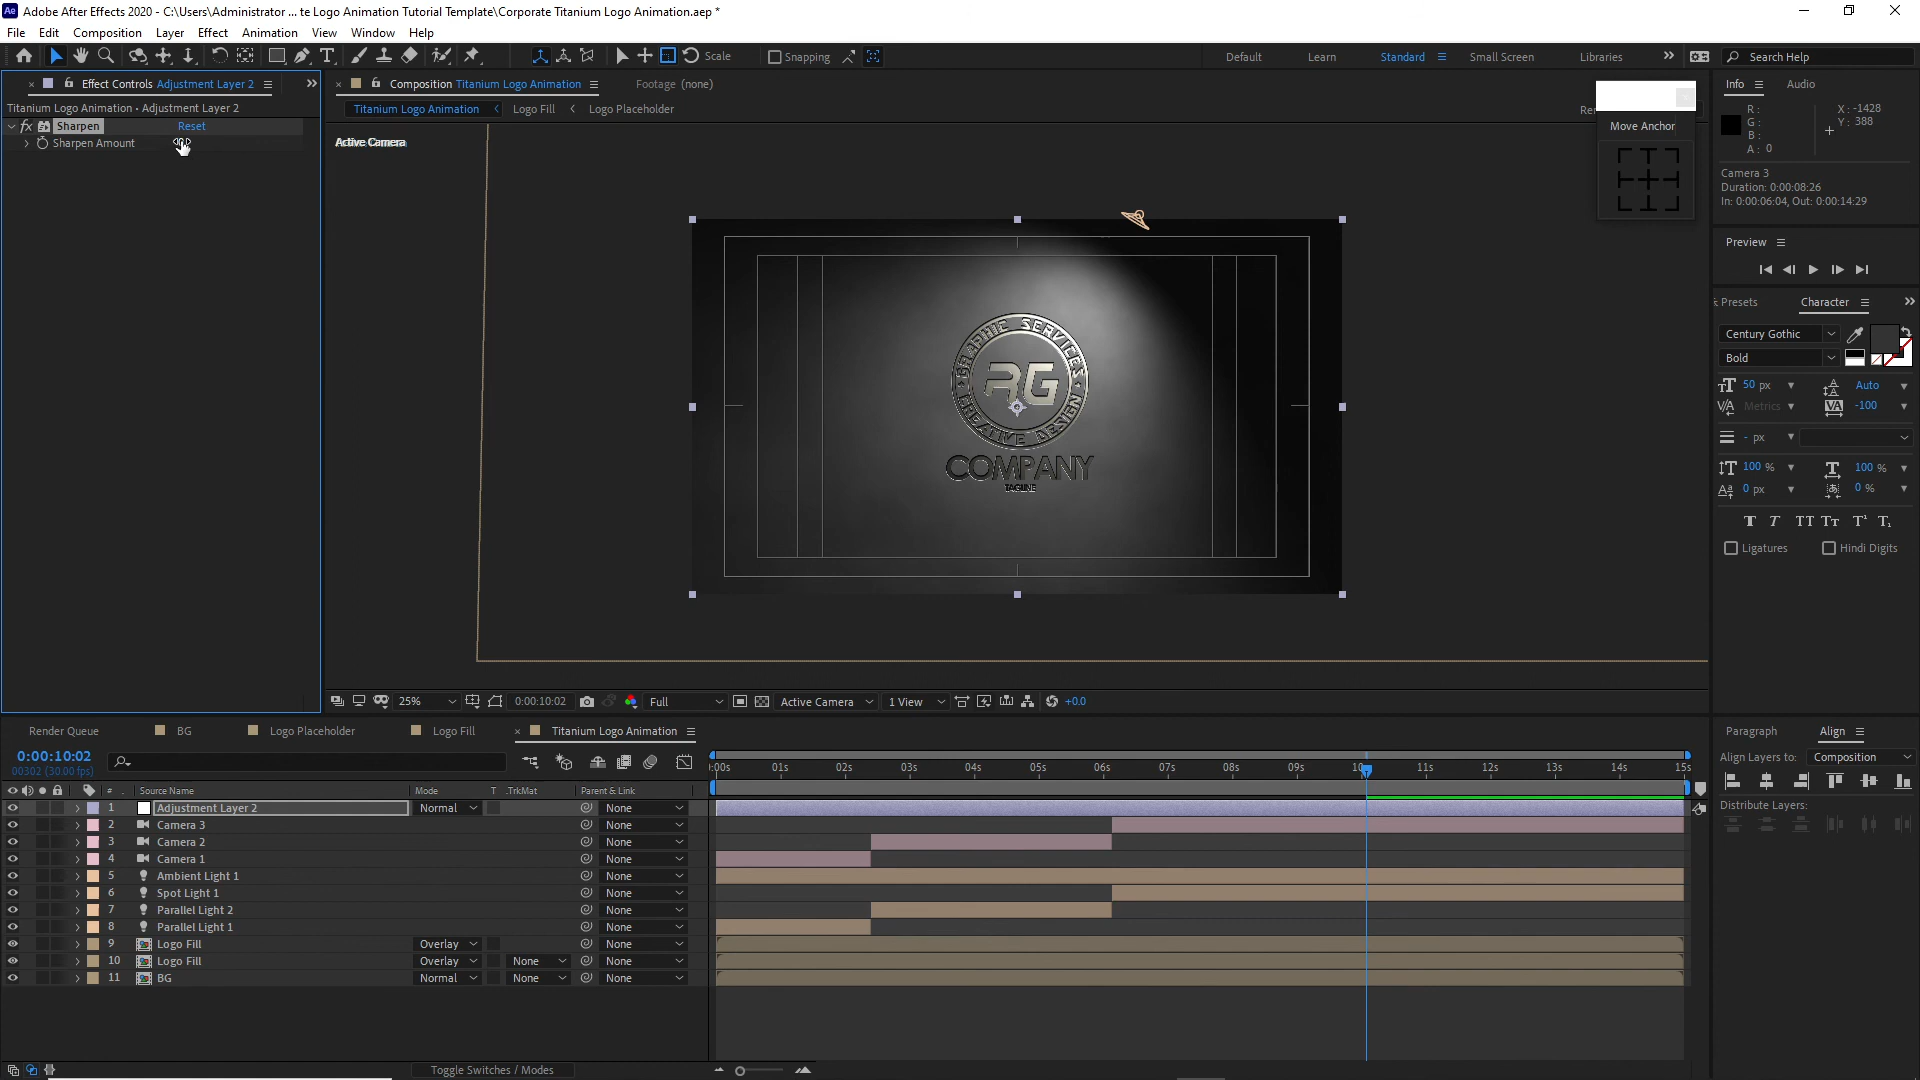 Adobe After Effects 2020 - C:\Users\Administrator ... te Logo Animation Tutorial Template\Corporate Titanium Logo Animation.aep *
File Edit Composition Layer Effect Animation View Window Help
Scale Snapping Default Learn Standard Small Screen Libraries Search Help
Effect Controls Adjustment Layer 2
Composition Titanium Logo Animation
Footage (none)
Info Audio
Titanium Logo Animation • Adjustment Layer 2
Titanium Logo Animation Logo Fill Logo Placeholder
fx Sharpen Reset
Sharpen Amount
Active Camera
Move Anchor
R :
G :
B :
A : 0
X : -1428
Y : 388
Camera 3
Duration: 0:00:08:26
In: 0:00:06:04, Out: 0:00:14:29
Preview
Presets Character
Century Gothic
Bold
50 px Auto
Metrics -100
- px
100 % 100 %
0 px 0 %
Ligatures Hindi Digits
GRAPHIC SERVICES
RG
CREATIVE DESIGN
COMPANY
TAGLINE
25% 0:00:10:02 Full Active Camera 1 View +0.0
Render Queue BG Logo Placeholder Logo Fill Titanium Logo Animation
Paragraph Align
0:00:10:02
00302 (30.00 fps)
Align Layers to: Composition
Distribute Layers:
:00s 01s 02s 03s 04s 05s 06s 07s 08s 09s 11s 12s 13s 14s 15s
# Source Name Mode T .TrkMat Parent & Link
1 Adjustment Layer 2 Normal None
2 Camera 3 None
3 Camera 2 None
4 Camera 1 None
5 Ambient Light 1 None
6 Spot Light 1 None
7 Parallel Light 2 None
8 Parallel Light 1 None
9 Logo Fill Overlay None
10 Logo Fill Overlay None None
11 BG Normal None None
Toggle Switches / Modes